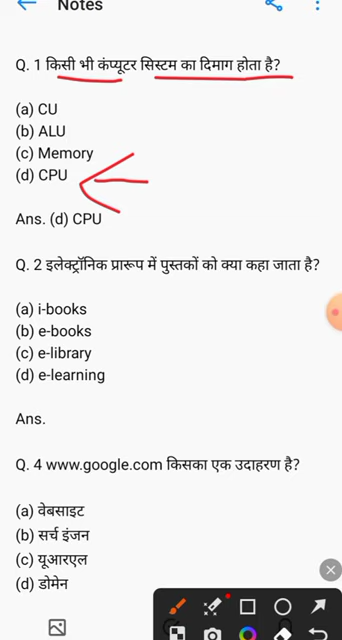 Notes
Q. 1 किसी भी कंप्यूटर सिस्टम का दिमाग होता है?
(a) CU
(b) ALU
(c) Memory
(d) CPU
Ans. (d) CPU
Q. 2 इलेक्ट्रॉनिक प्रारूप में पुस्तकों को क्या कहा जाता है?
(a) i-books
(b) e-books
(c) e-library
(d) e-learning
Ans.
Q. 4 www.google.com किसका एक उदाहरण है?
(a) वेबसाइट
(b) सर्च इंजन
(c) यूआरएल
(d) डोमेन